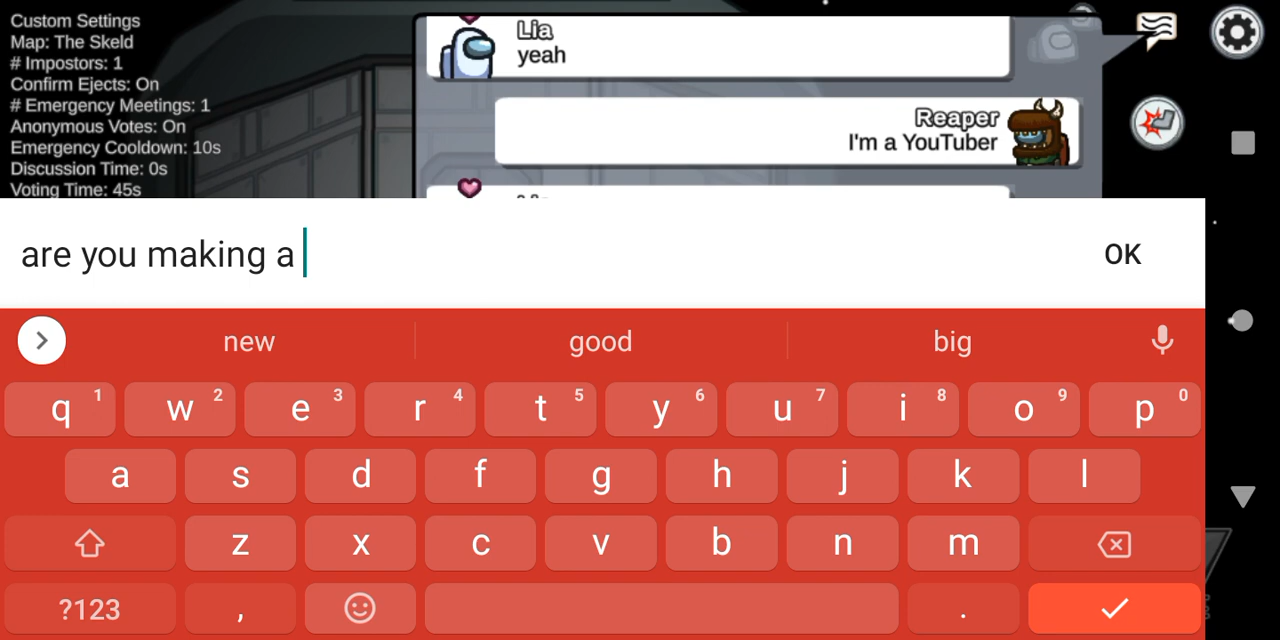 Custom Settings
Map: The Skeld
# Impostors: 1
Confirm Ejects: On
# Emergency Meetings: 1
Anonymous Votes: On
Emergency Cooldown: 10s
Discussion Time: 0s
Voting Time: 45s
Lia
yeah
Reaper
I'm a YouTuber
are you making a
OK
new good big
q 1 w 2 e 3 r 4 t 5 y 6 u 7 i 8 o 9 p 0
a s d f g h j k l
z x c v b n m
?123 , .